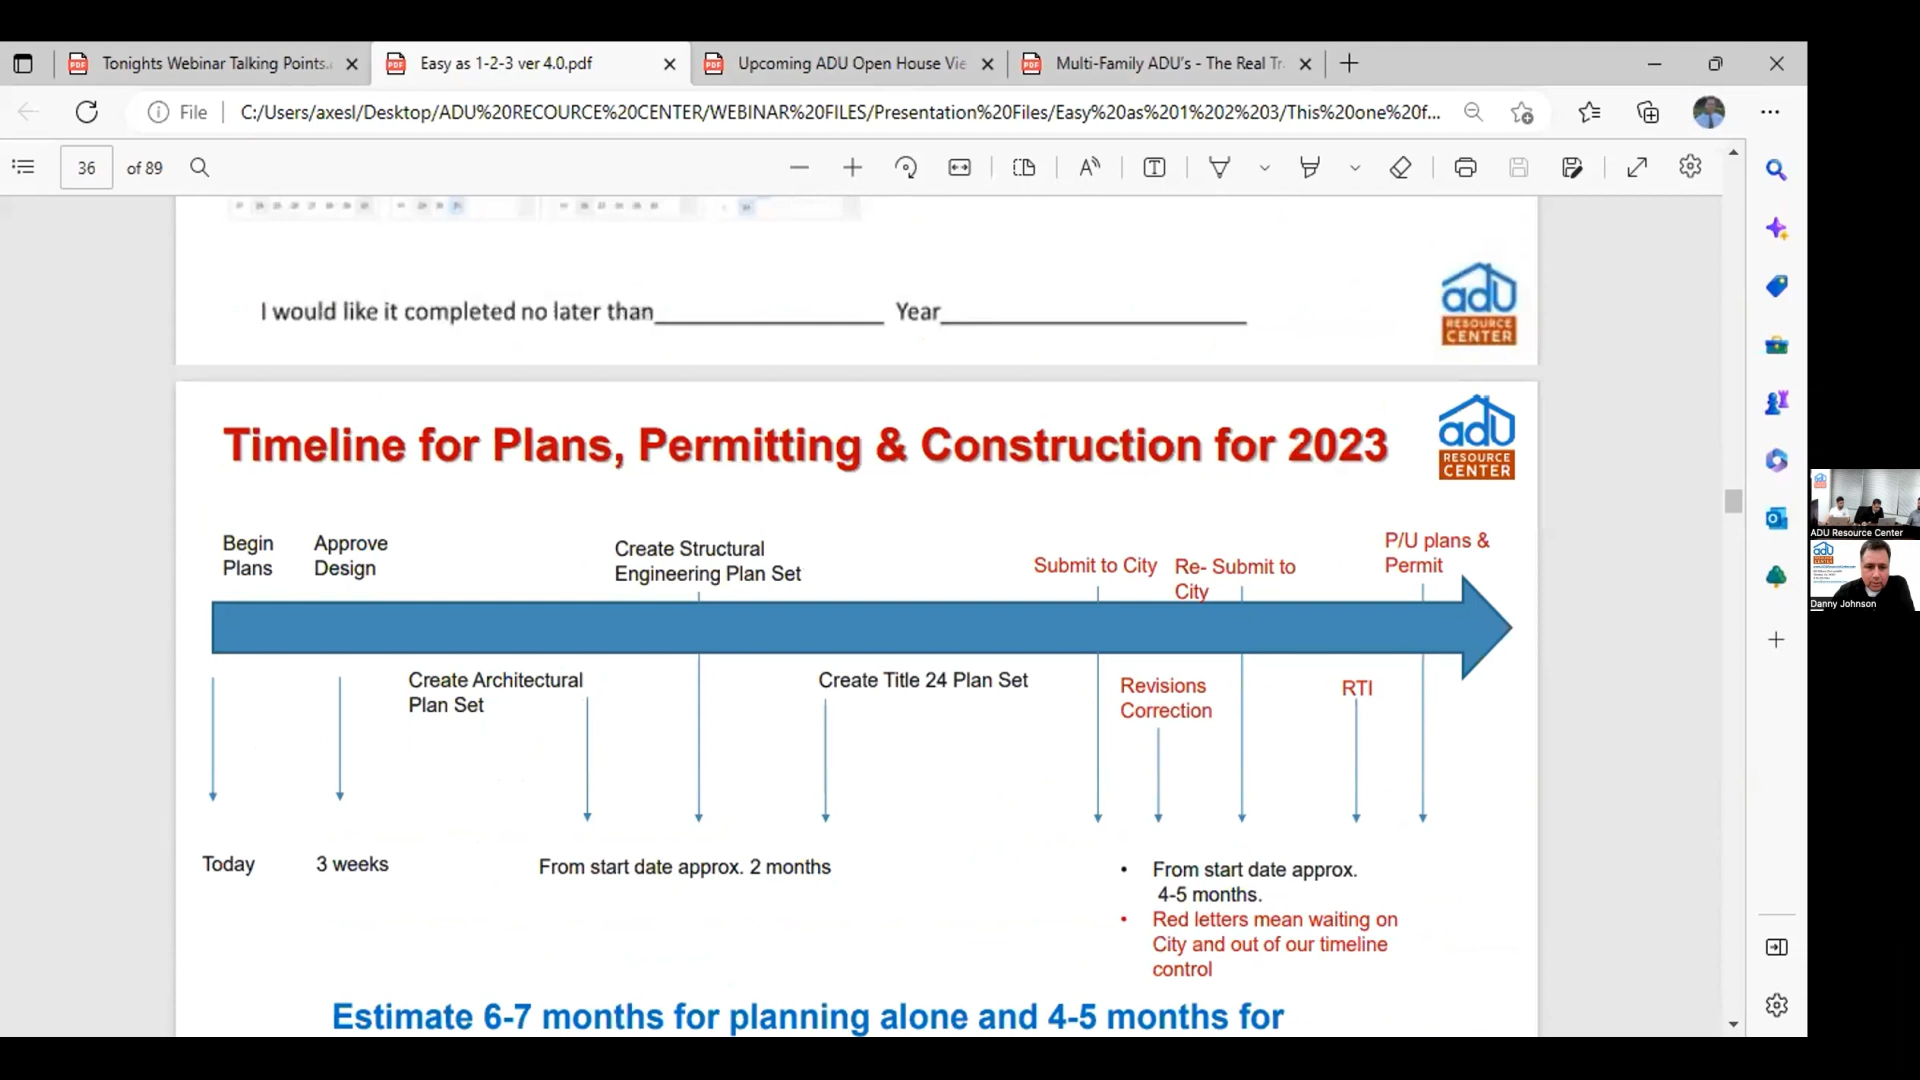 Tonights Webinar Talking Points.
Easy as 1-2-3 ver 4.0.pdf
Upcoming ADU Open House Vie
Multi-Family ADU's - The Real Tr
File
C:/Users/axesl/Desktop/ADU%20RECOURCE%20CENTER/WEBINAR%20FILES/Presentation%20Files/Easy%20as%201%202%203/This%20one%20f...
36 of 89
I would like it completed no later than____________________ Year____________________
adU
RESOURCE
CENTER
Timeline for Plans, Permitting & Construction for 2023
adU
RESOURCE
CENTER
Begin
Plans
Approve
Design
Create Structural
Engineering Plan Set
Submit to City
Re- Submit to
City
P/U plans &
Permit
Create Architectural
Plan Set
Create Title 24 Plan Set
Revisions
Correction
RTI
Today
3 weeks
From start date approx. 2 months
• From start date approx.
4-5 months.
• Red letters mean waiting on
City and out of our timeline
control
Estimate 6-7 months for planning alone and 4-5 months for
ADU Resource Center
Danny Johnson